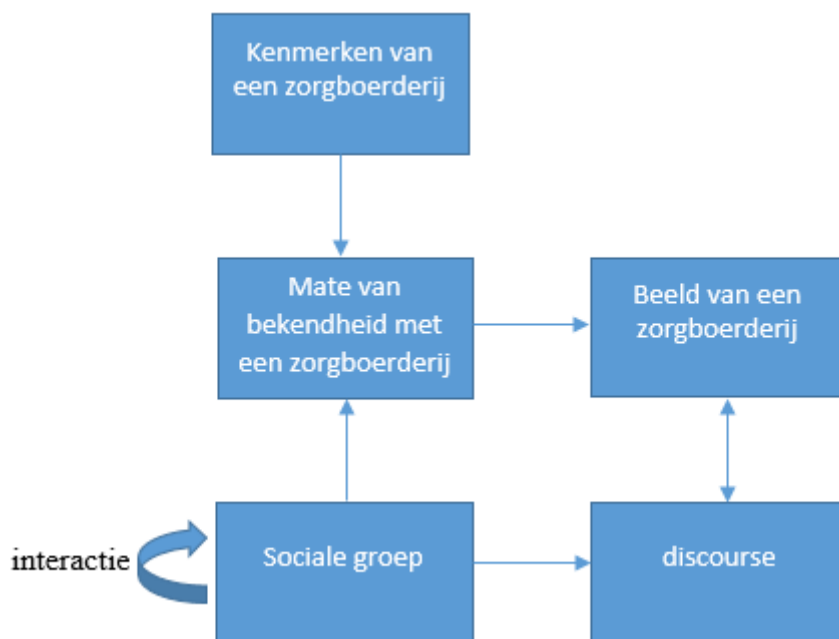 Kenmerken van
een zorgboerderij
Mate van
bekendheid met
een zorgboerderij
Beeld van een
zorgboerderij
interactie
Sociale groep
discourse